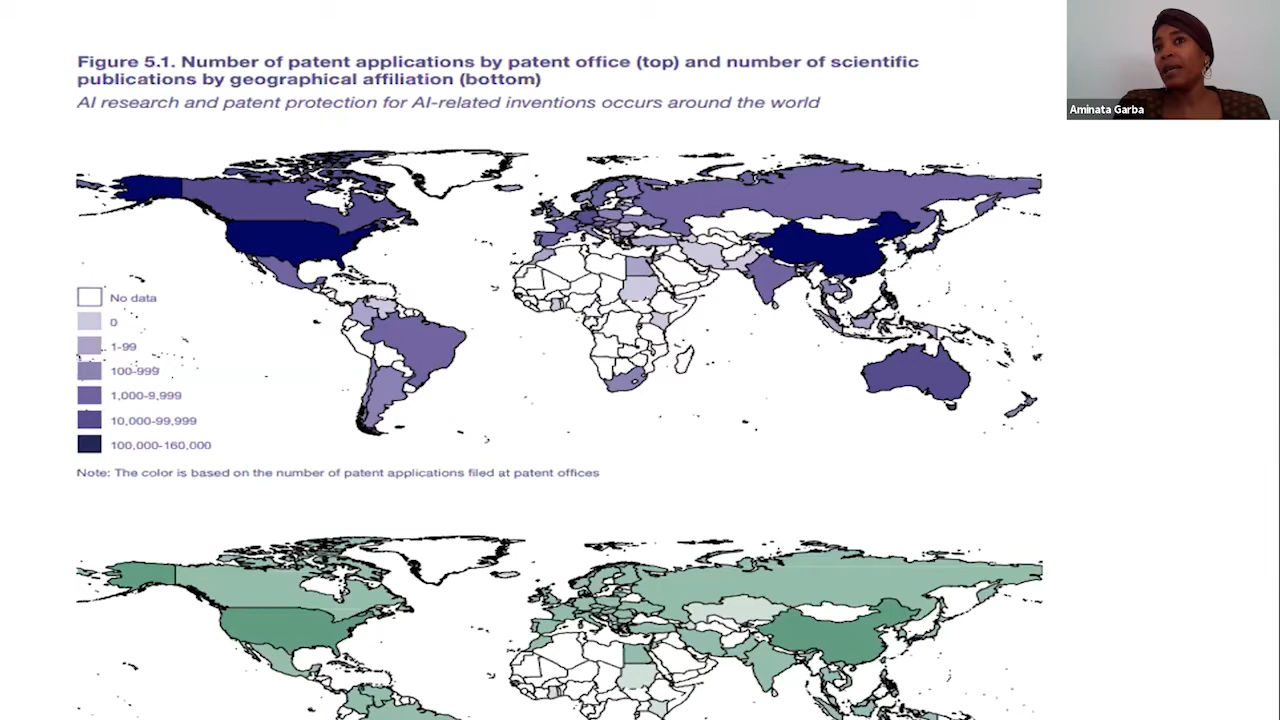 Figure 5.1. Number of patent applications by patent office (top) and number of scientific
publications by geographical affiliation (bottom)
AI research and patent protection for AI-related inventions occurs around the world
Aminata Garba
No data
0
1-99
100-999
1,000-9,999
10,000-99,999
100,000-160,000
Note: The color is based on the number of patent applications filed at patent offices